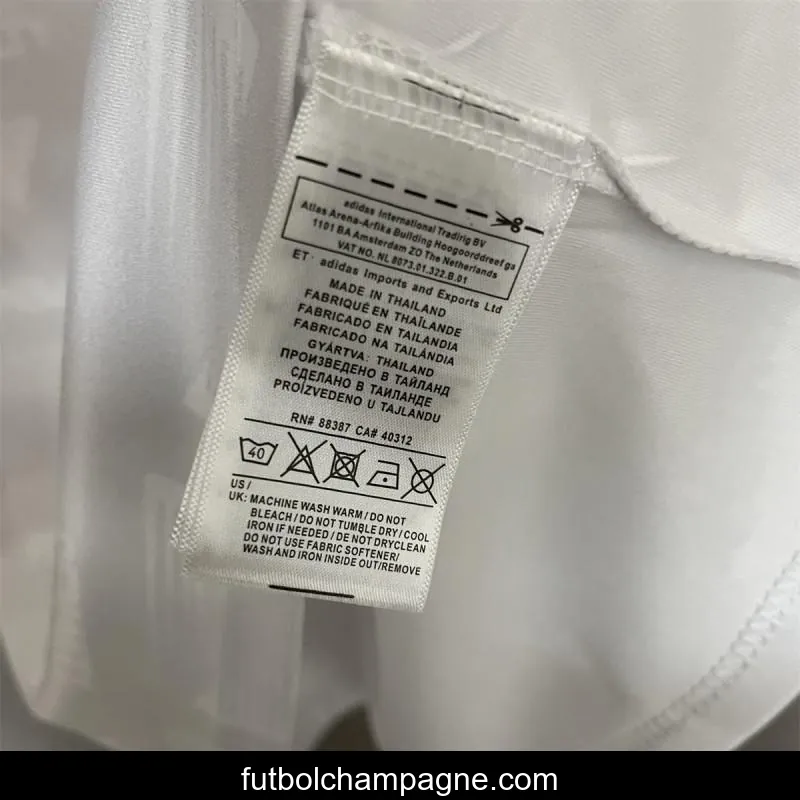 adidas International Tradirig BV
Atlas Arena-Arfika Building Hoogoorddreef ga
1101 BA Amsterdam ZO The Netherlands
VAT NO. NL 8073.01.322.B.01
ET· adidas Imports and Exports Ltd
MADE IN THAILAND
FABRIQUÉ EN THAÏLANDE
FABRICADO EN TAILANDIA
FABRICADO NA TAILÁNDIA
GYÁRTVA: THAILAND
ПРОИЗВЕДЕНО В ТАЙЛАНД
СДЕЛАНО В ТАИЛАНДЕ
PROIZVEDENO U TAJLANDU
RN# 88387 CA# 40312
40
US /
UK: MACHINE WASH WARM / DO NOT
BLEACH / DO NOT TUMBLE DRY / COOL
IRON IF NEEDED / DE NOT DRYCLEAN
DO NOT USE FABRIC SOFTENER/
WASH AND IRON INSIDE OUT/REMOVE
futbolchampagne.com